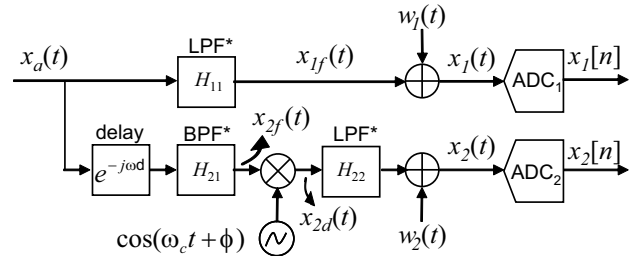 w₁(t)
LPF*
xₐ(t)
H₁₁
x₁f(t)
x₁(t)
ADC₁
x₁[n]
delay
BPF*
x₂f(t)
LPF*
e^{-jωd}
H₂₁
H₂₂
x₂(t)
ADC₂
x₂[n]
x₂d(t)
cos(ω_c t + ϕ)
w₂(t)